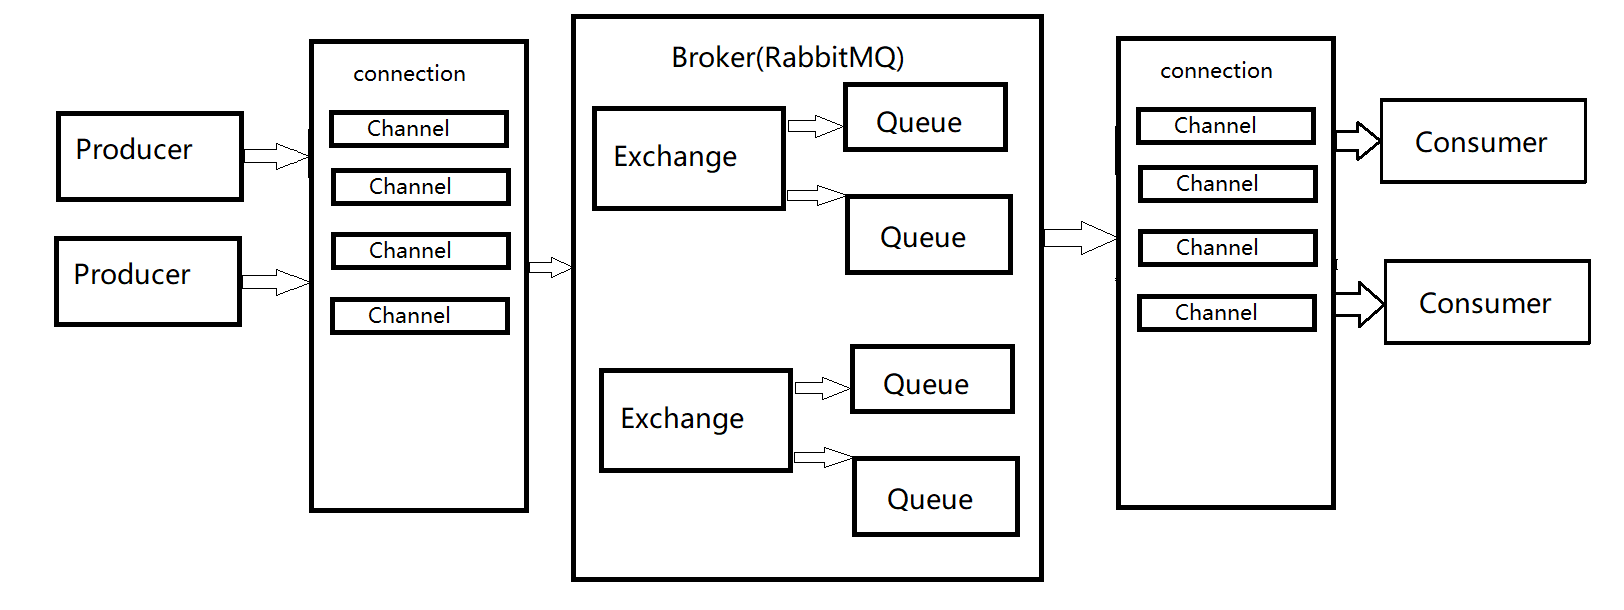 Producer
Producer
connection
Channel
Channel
Channel
Channel
Broker(RabbitMQ)
Exchange
Queue
Queue
Exchange
Queue
Queue
connection
Channel
Channel
Channel
Channel
Consumer
Consumer